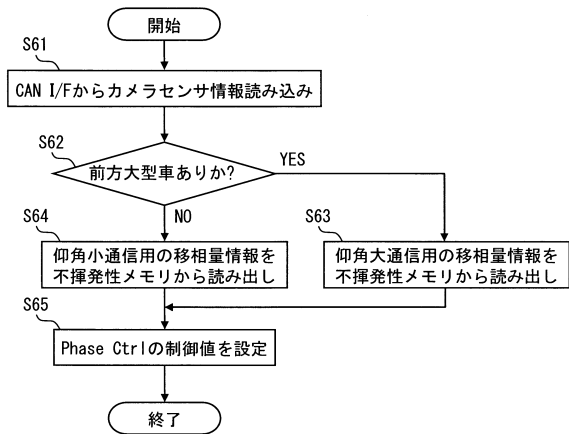 開始
S61
CAN I/Fからカメラセンサ情報読み込み
S62
前方大型車ありか?
YES
NO
S64
仰角小通信用の移相量情報を
不揮発性メモリから読み出し
S63
仰角大通信用の移相量情報を
不揮発性メモリから読み出し
S65
Phase Ctrlの制御値を設定
終了